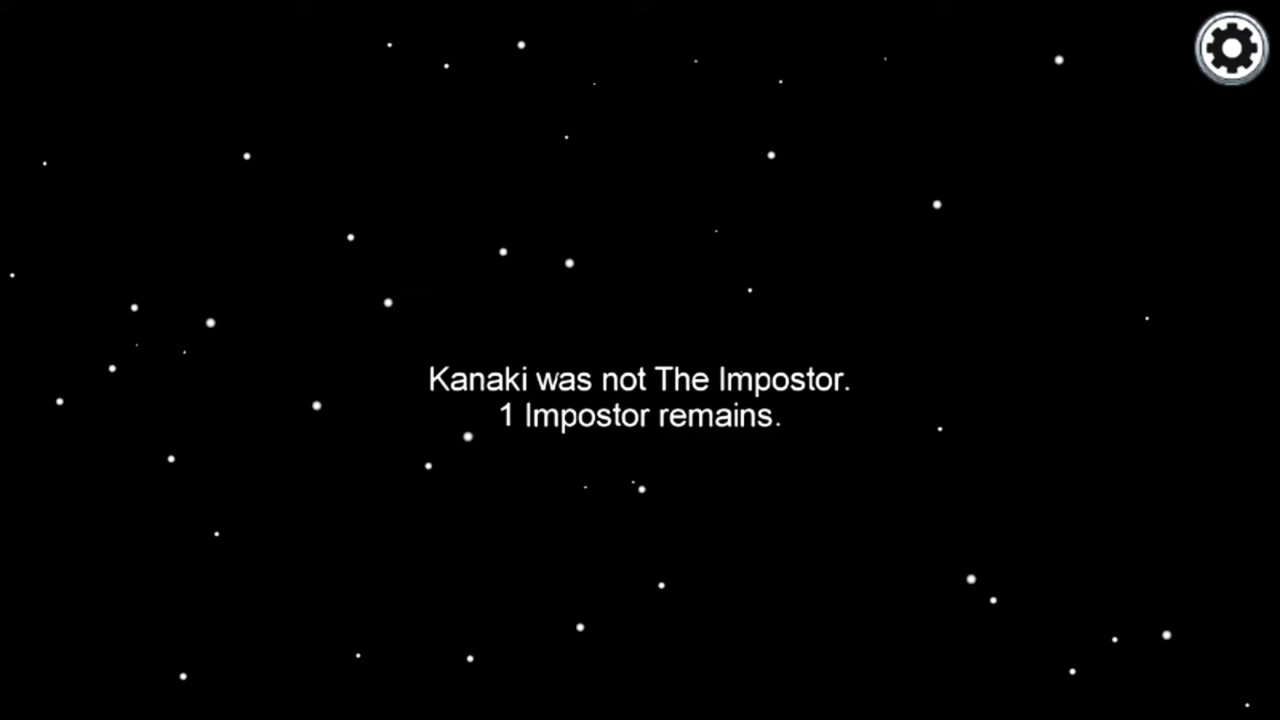 Kanaki was not The Impostor.
1 Impostor remains.